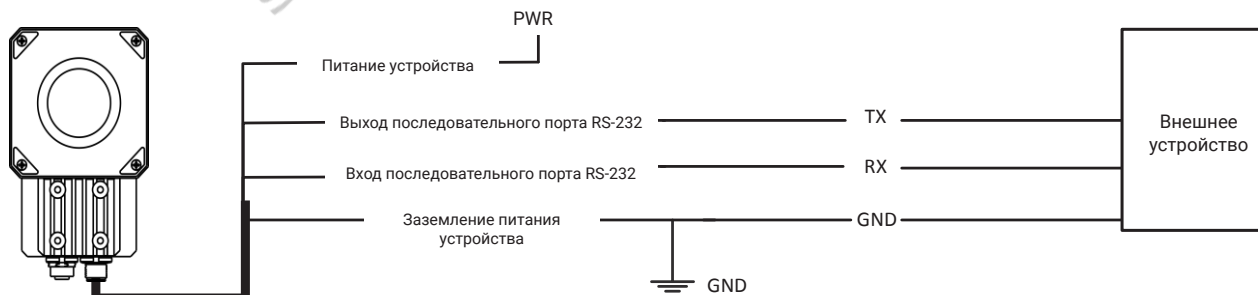 PWR
Питание устройства
Выход последовательного порта RS-232
TX
Вход последовательного порта RS-232
RX
Внешнее
устройство
Заземление питания
устройства
GND
GND